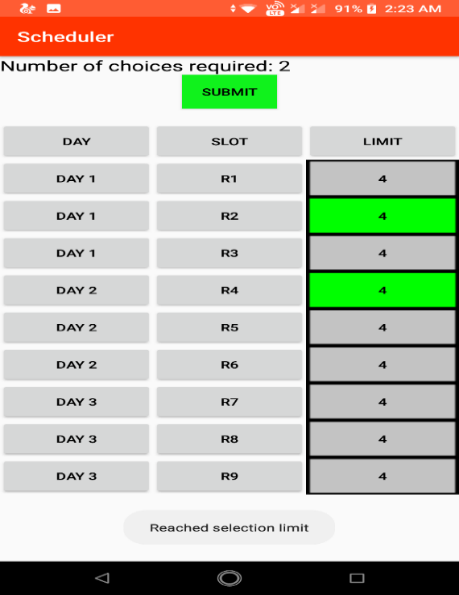 91% 2:23 AM
Scheduler
Number of choices required: 2
SUBMIT
DAY SLOT LIMIT
DAY 1 R1 4
DAY 1 R2 4
DAY 1 R3 4
DAY 2 R4 4
DAY 2 R5 4
DAY 2 R6 4
DAY 3 R7 4
DAY 3 R8 4
DAY 3 R9 4
Reached selection limit